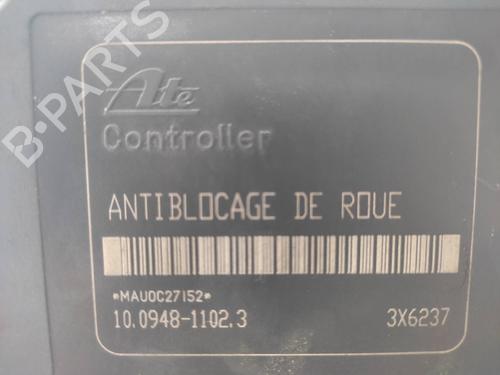 B-PARTS
Ate
Controller
ANTIBLOCAGE DE ROUE
*MAU0C27152*
10.0948-1102.3 3X6237